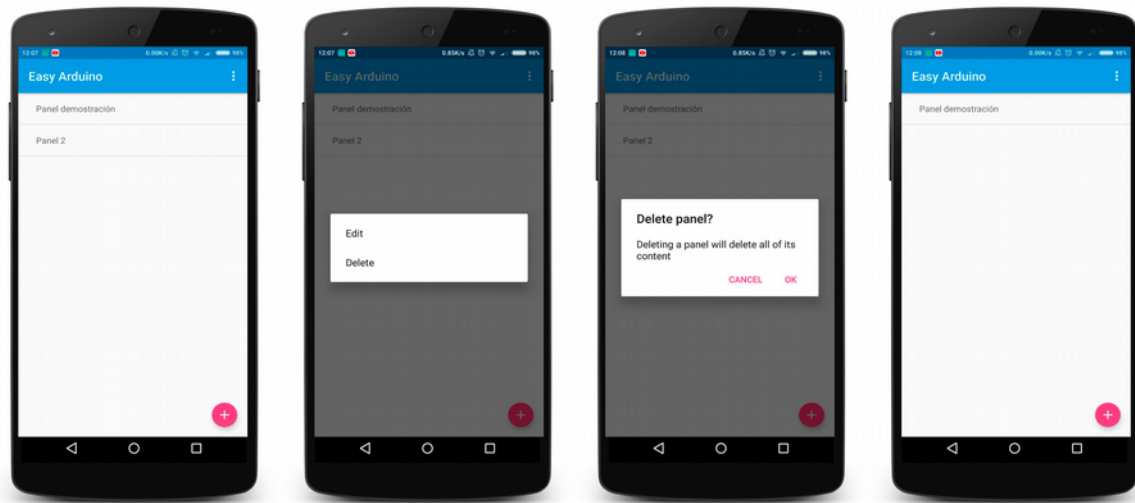 12:07
0.00K/s
98%
Easy Arduino
Panel demostración
Panel 2
12:07
0.85K/s
98%
Easy Arduino
Panel demostración
Panel 2
Edit
Delete
12:08
0.85K/s
98%
Easy Arduino
Panel demostración
Panel 2
Delete panel?
Deleting a panel will delete all of its
content
CANCEL OK
12:08
0.00K/s
98%
Easy Arduino
Panel demostración